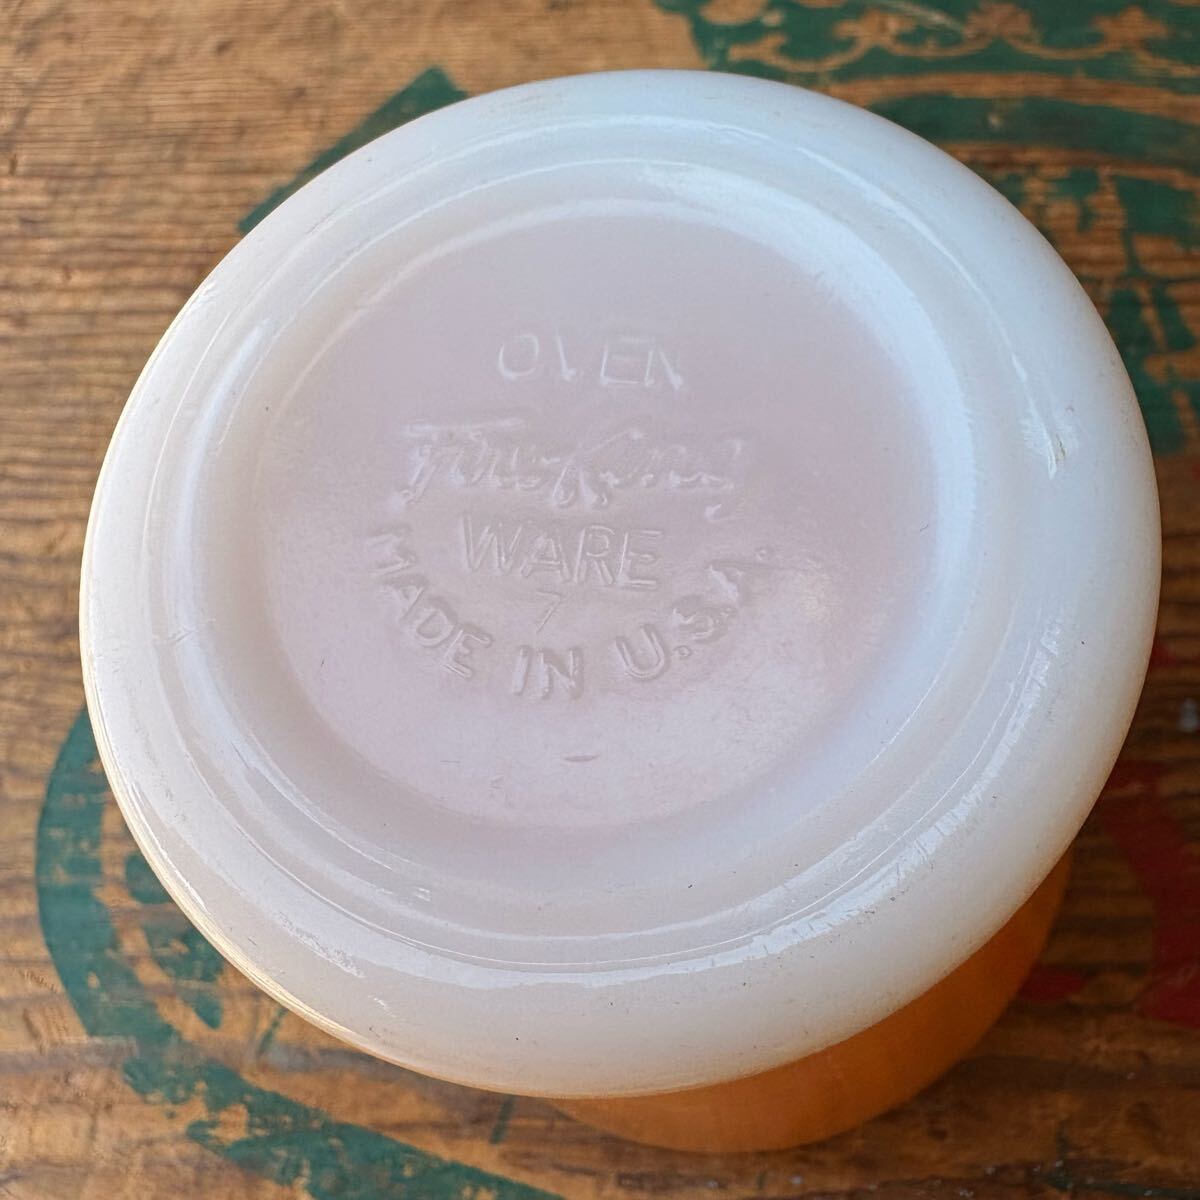 OVEN
Fire King
WARE
7
MADE IN U.S.A.